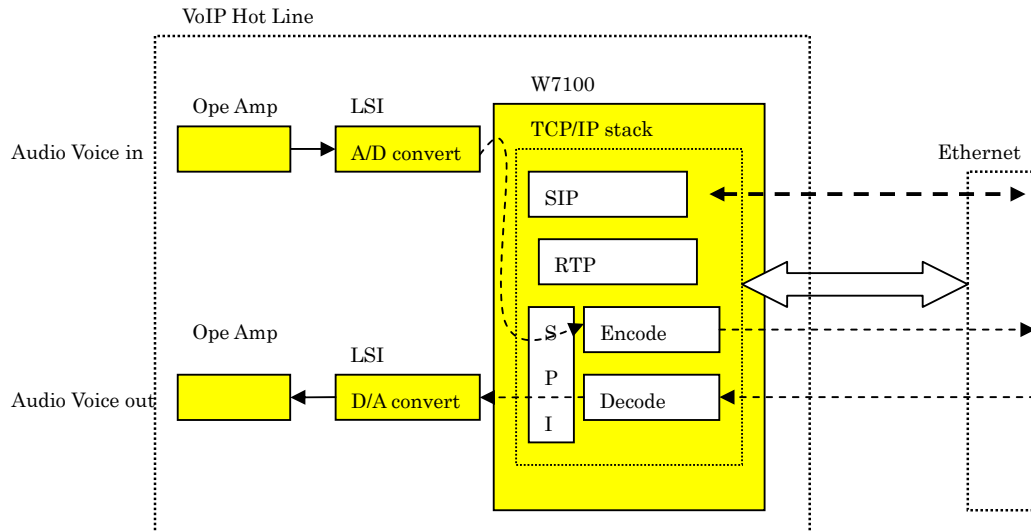 VoIP Hot Line
W7100
Ope Amp
LSI
TCP/IP stack
Audio Voice in
A/D convert
Ethernet
SIP
RTP
S
P
I
Encode
Ope Amp
LSI
Audio Voice out
D/A convert
Decode